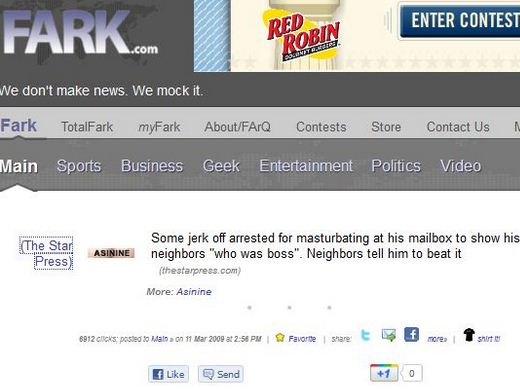 FARK.com
RED ROBIN
GOURMET BURGERS
ENTER CONTEST
We don't make news. We mock it.
Fark TotalFark myFark About/FArQ Contests Store Contact Us M
Main Sports Business Geek Entertainment Politics Video
(The Star Press)
ASININE
Some jerk off arrested for masturbating at his mailbox to show his
neighbors "who was boss". Neighbors tell him to beat it
(thestarpress.com)
More: Asinine
6912 clicks; posted to Main » on 11 Mar 2009 at 2:56 PM | Favorite | share: more» | shirt it!
Like Send +1 0